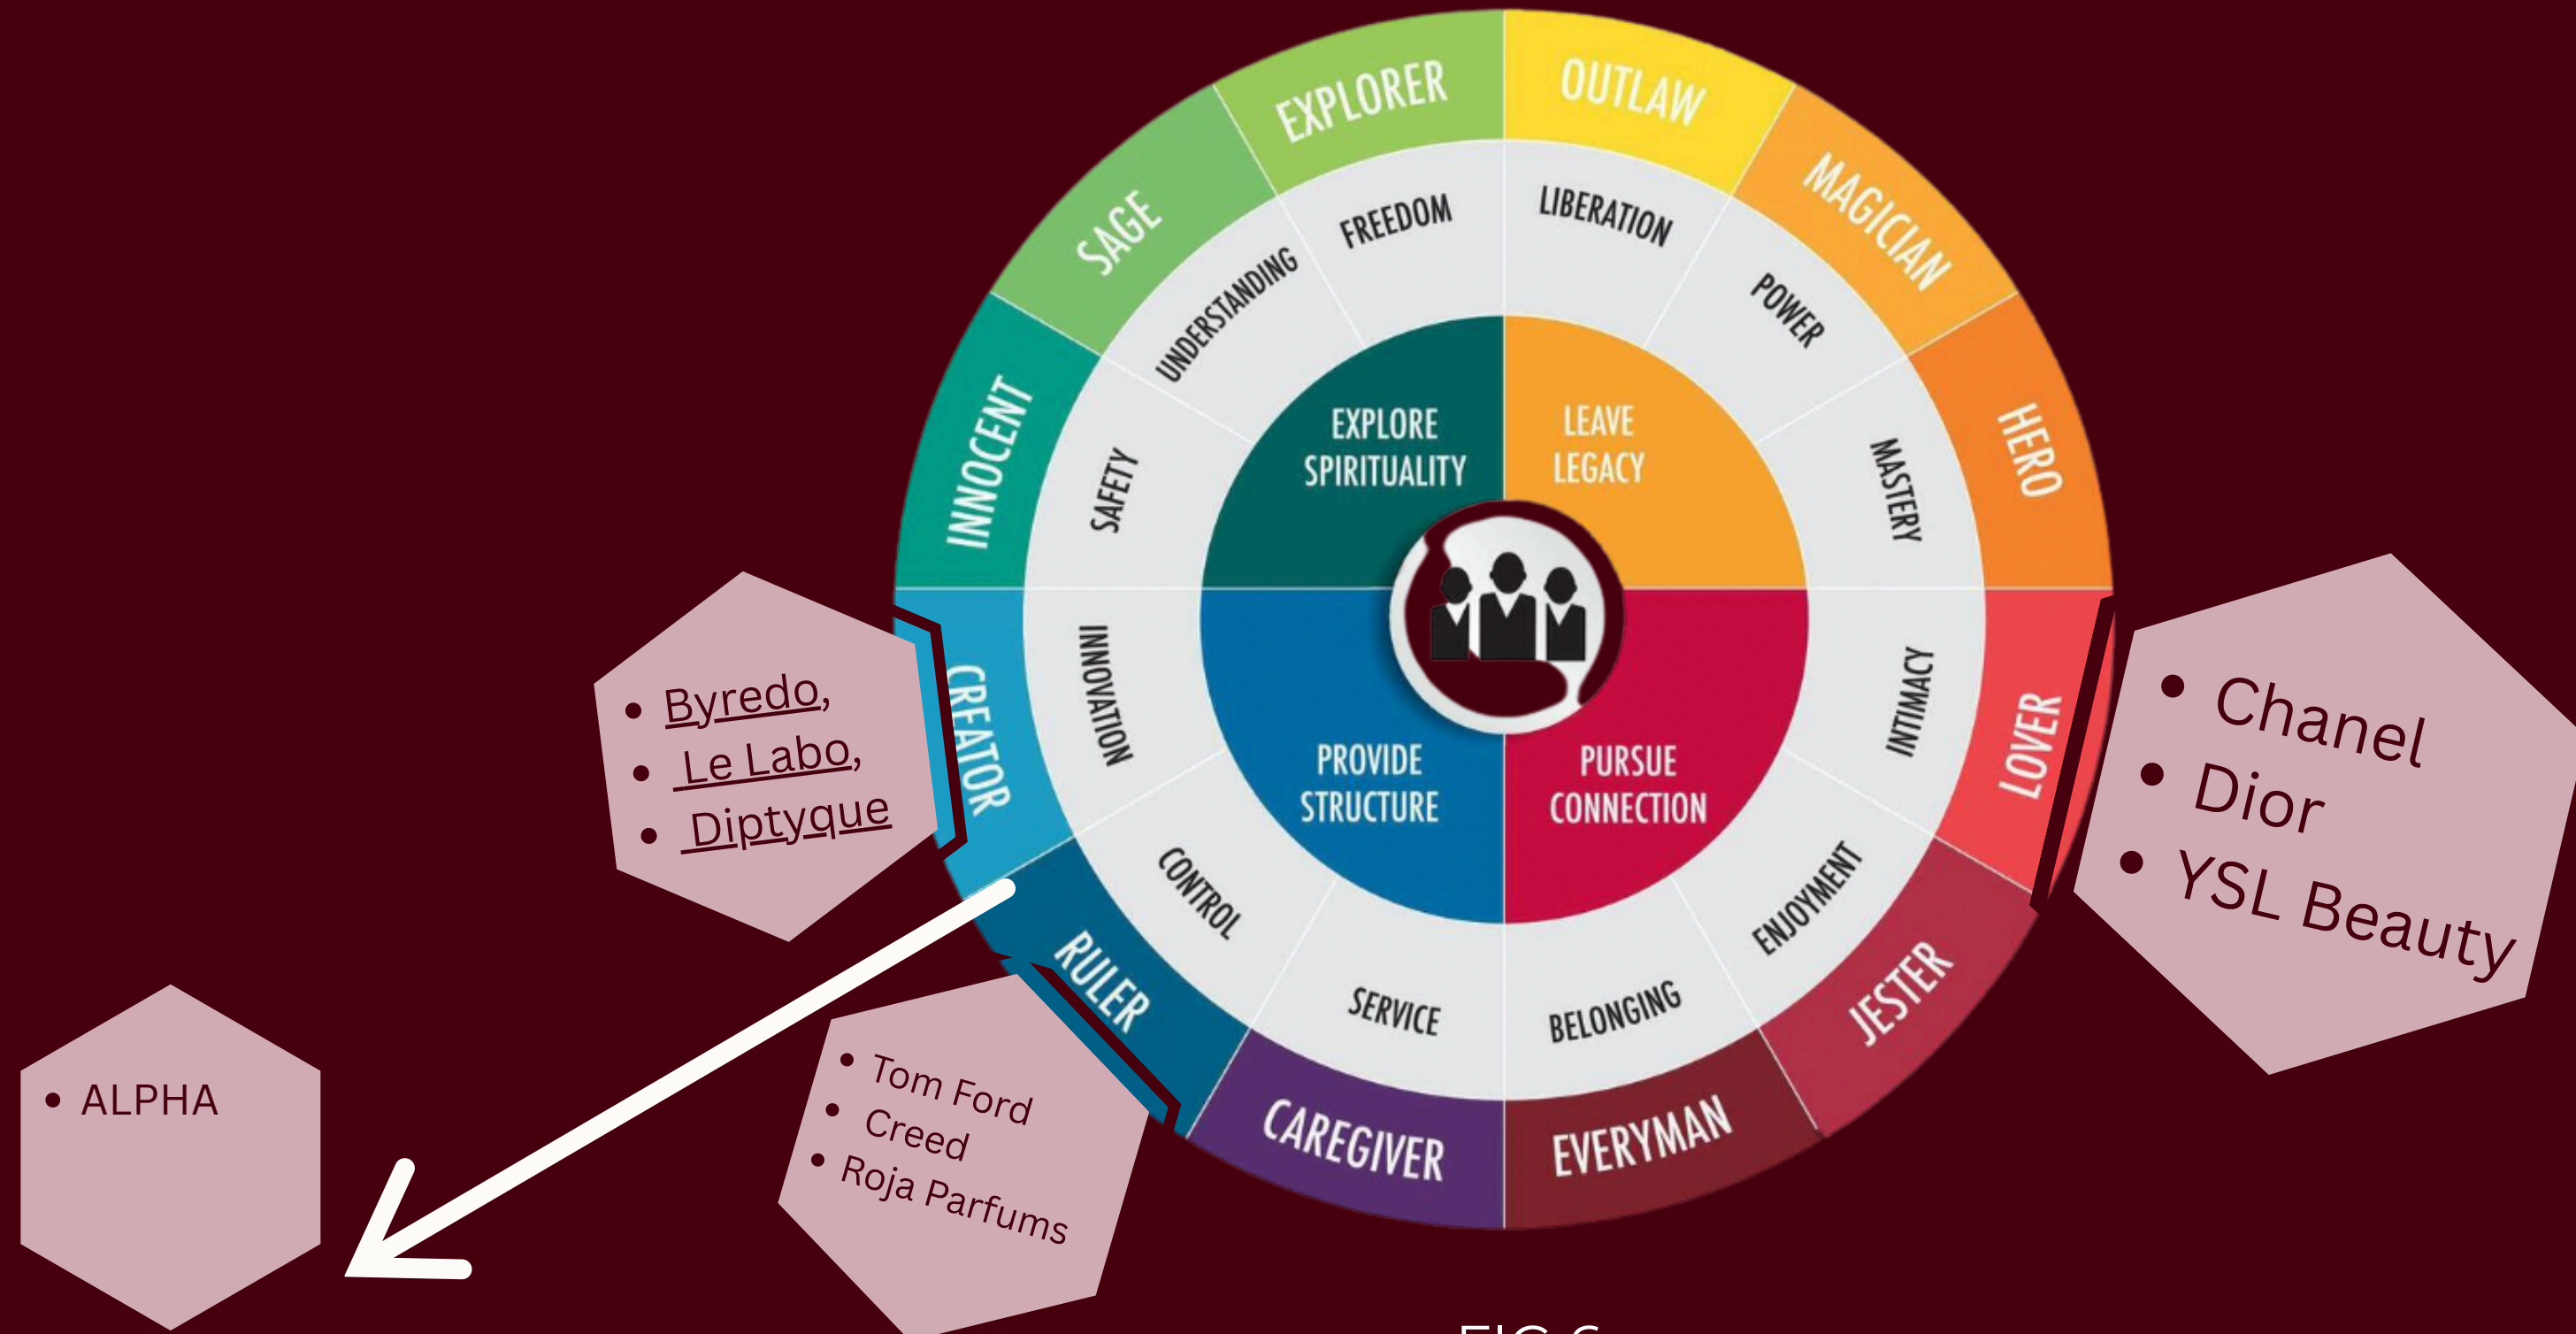 EXPLORER
OUTLAW
MAGICIAN
HERO
LOVER
JESTER
EVERYMAN
CAREGIVER
RULER
CREATOR
INNOCENT
SAGE
FREEDOM
LIBERATION
POWER
MASTERY
INTIMACY
ENJOYMENT
BELONGING
SERVICE
CONTROL
INNOVATION
SAFETY
UNDERSTANDING
EXPLORE
SPIRITUALITY
LEAVE
LEGACY
PROVIDE
STRUCTURE
PURSUE
CONNECTION
• Byredo,
• Le Labo,
• Diptyque
• Chanel
• Dior
• YSL Beauty
• ALPHA
• Tom Ford
• Creed
• Roja Parfums